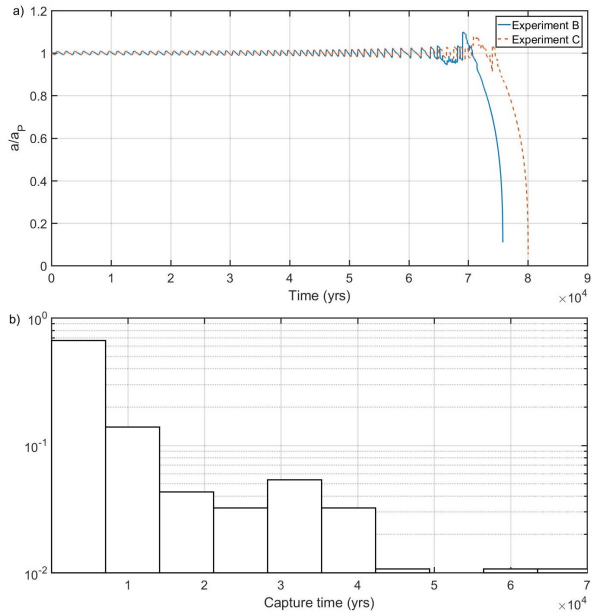 a)
1.2
1
0.8
0.6
0.4
0.2
0
a/aP
Experiment B
Experiment C
0 1 2 3 4 5 6 7 8 9
Time (yrs)
×10^4
b)
10^0
10^-1
10^-2
1 2 3 4 5 6 7
Capture time (yrs)
×10^4